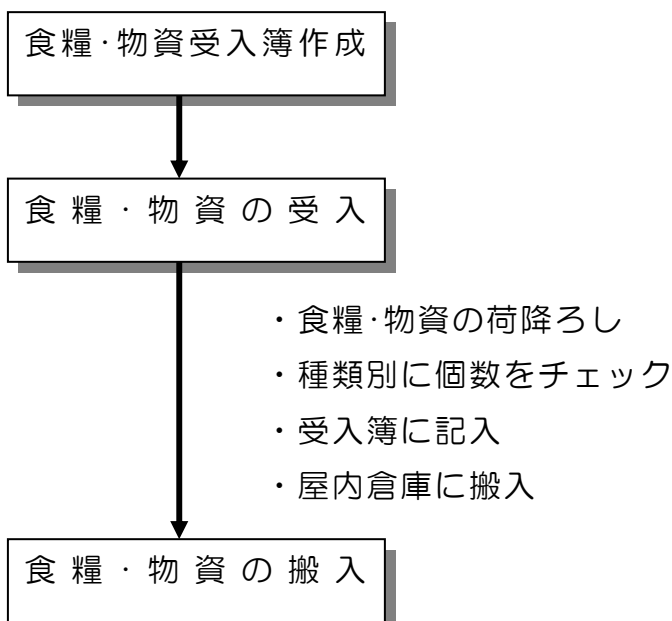 食糧・物資受入簿作成
食糧・物資の受入
・食糧・物資の荷降ろし
・種類別に個数をチェック
・受入簿に記入
・屋内倉庫に搬入
食糧・物資の搬入